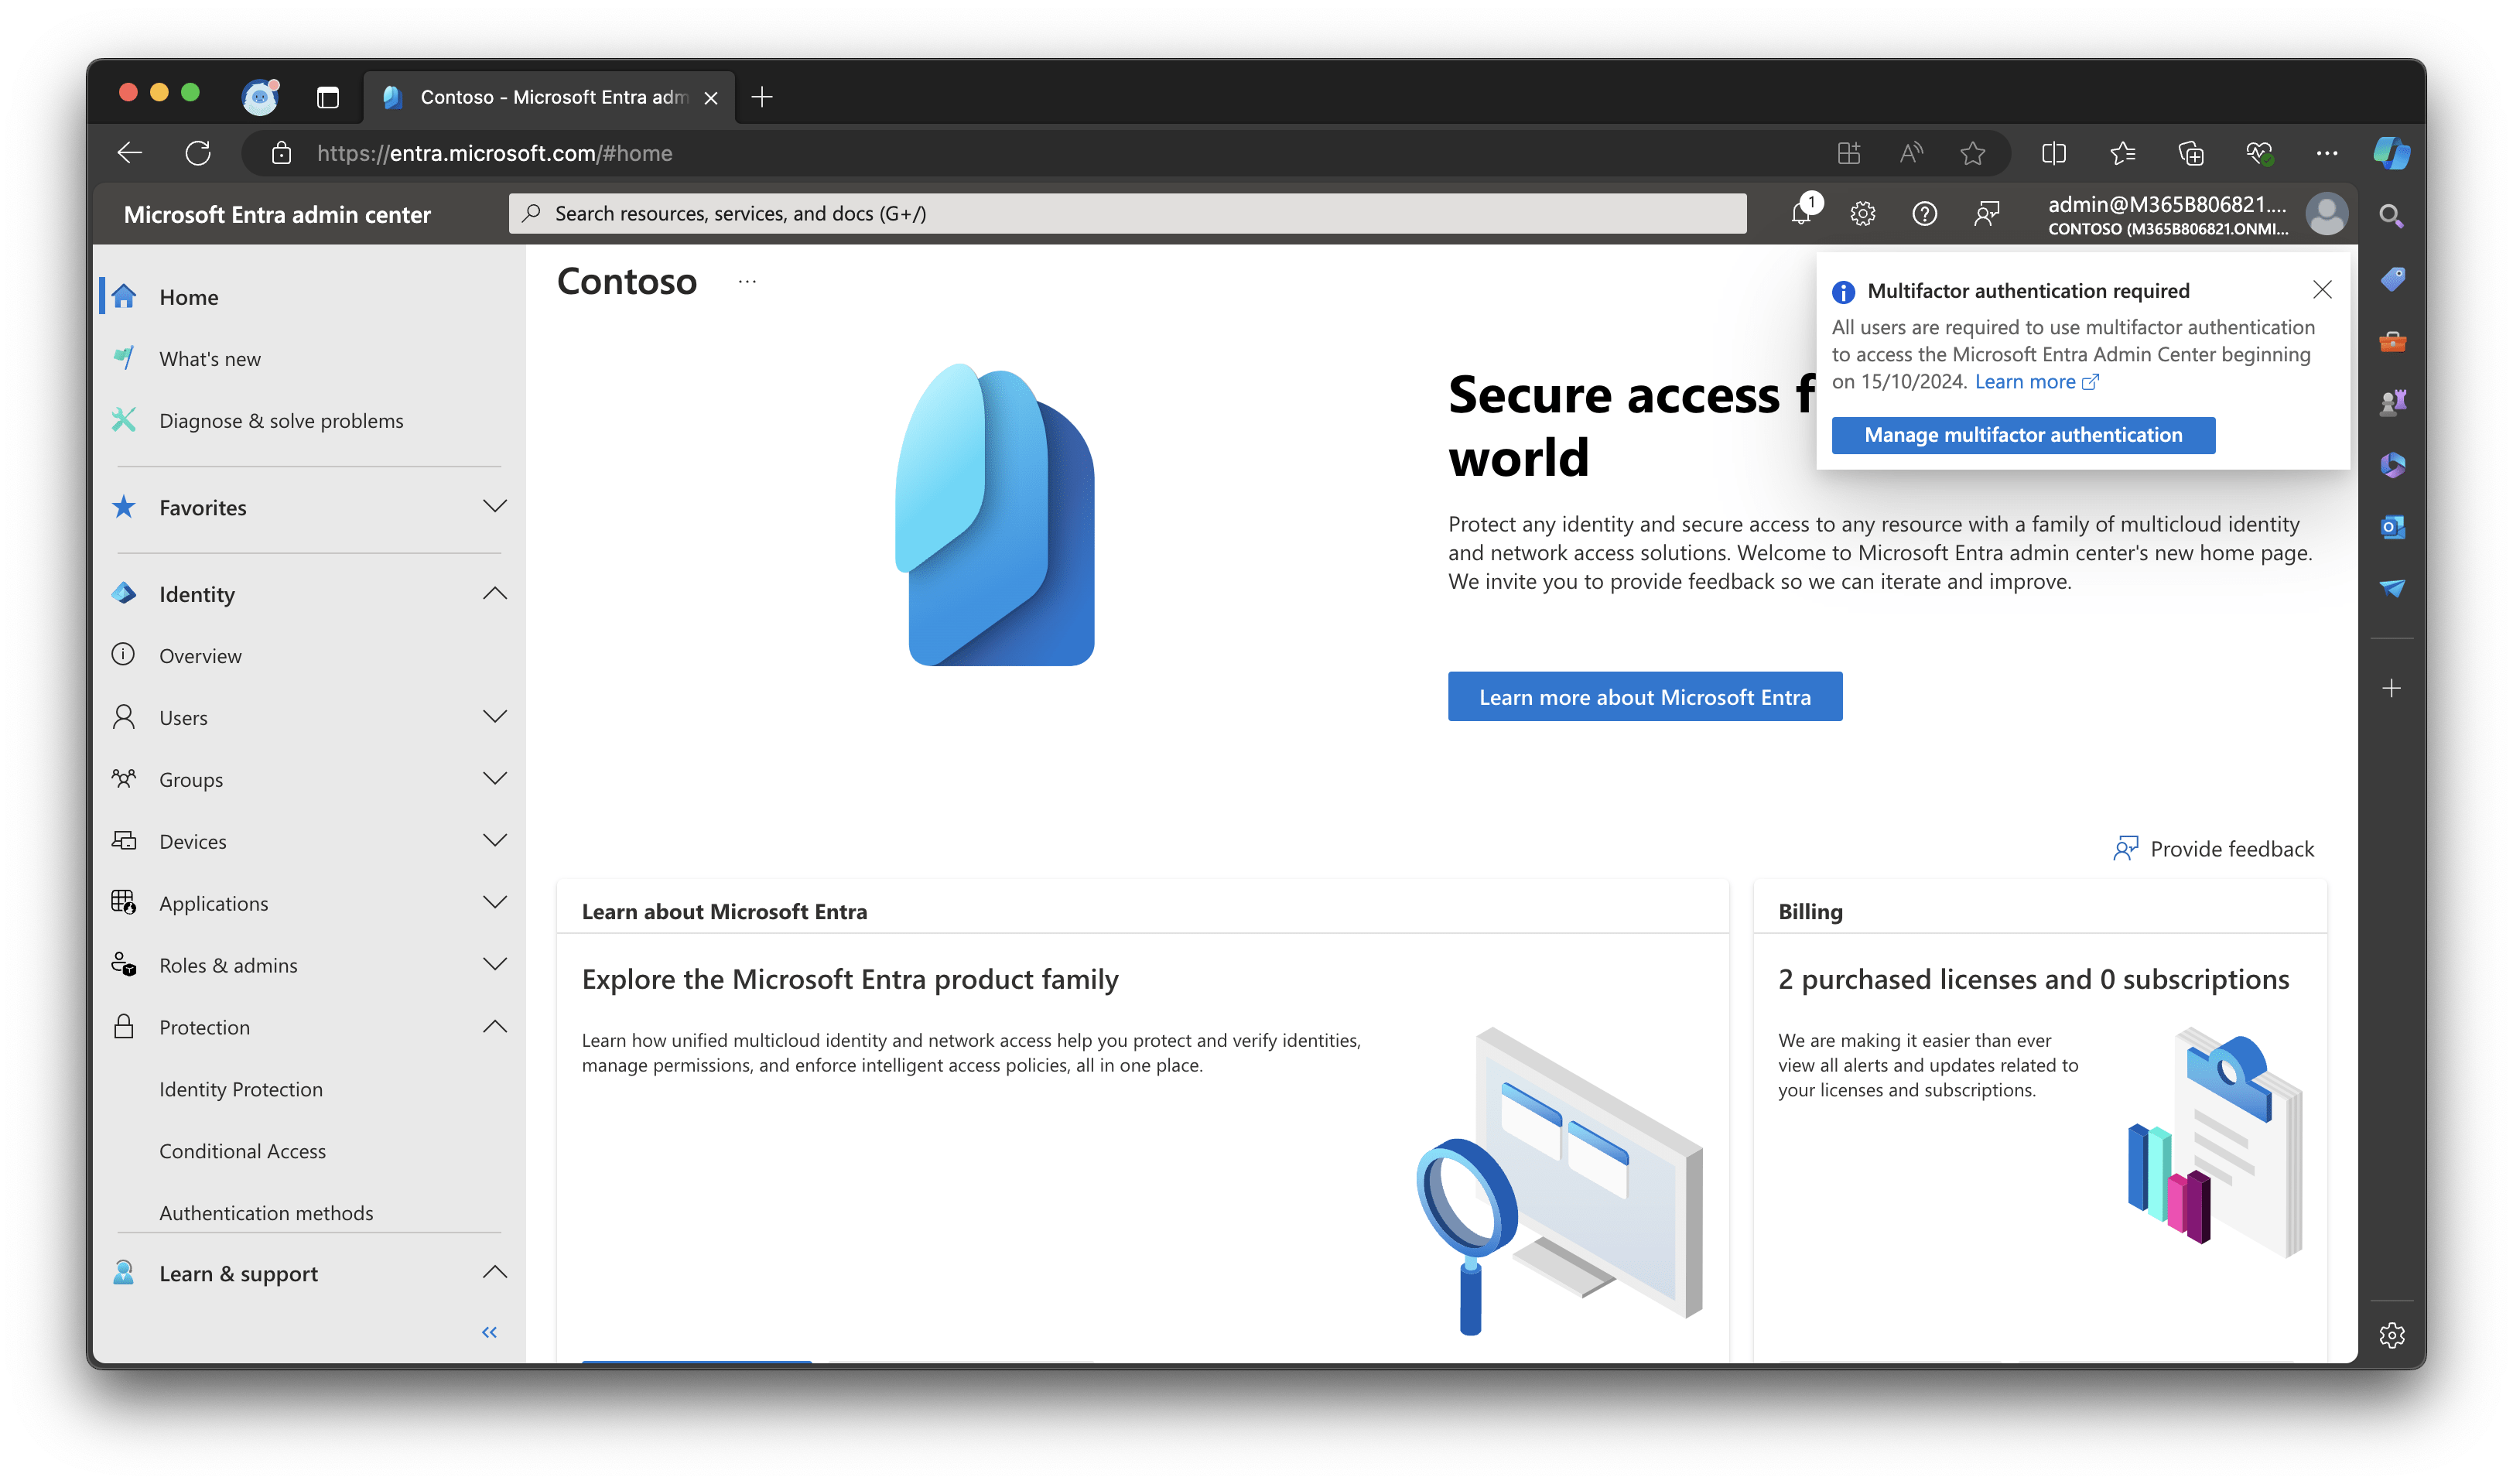 Contoso - Microsoft Entra adm
https://entra.microsoft.com/#home
Microsoft Entra admin center
Search resources, services, and docs (G+/)
1
admin@M365B806821....
CONTOSO (M365B806821.ONMI...
Home
What's new
Diagnose & solve problems
Favorites
Identity
Overview
Users
Groups
Devices
Applications
Roles & admins
Protection
Identity Protection
Conditional Access
Authentication methods
Learn & support
Contoso
Multifactor authentication required
All users are required to use multifactor authentication
to access the Microsoft Entra Admin Center beginning
on 15/10/2024. Learn more
Manage multifactor authentication
Secure access f
world
Protect any identity and secure access to any resource with a family of multicloud identity
and network access solutions. Welcome to Microsoft Entra admin center's new home page.
We invite you to provide feedback so we can iterate and improve.
Learn more about Microsoft Entra
Provide feedback
Learn about Microsoft Entra
Explore the Microsoft Entra product family
Learn how unified multicloud identity and network access help you protect and verify identities,
manage permissions, and enforce intelligent access policies, all in one place.
Billing
2 purchased licenses and 0 subscriptions
We are making it easier than ever
view all alerts and updates related to
your licenses and subscriptions.